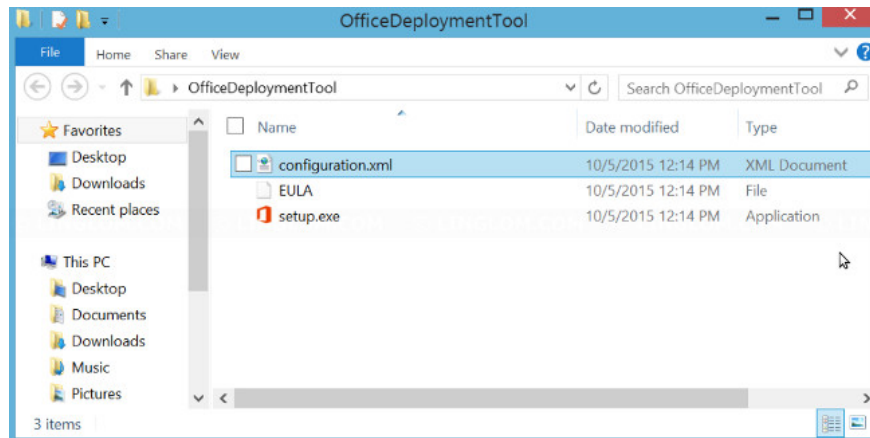 OfficeDeploymentTool
File Home Share View
OfficeDeploymentTool Search OfficeDeploymentTool
Favorites
Desktop
Downloads
Recent places
This PC
Desktop
Documents
Downloads
Music
Pictures
Name Date modified Type
configuration.xml 10/5/2015 12:14 PM XML Document
EULA 10/5/2015 12:14 PM File
setup.exe 10/5/2015 12:14 PM Application
3 items